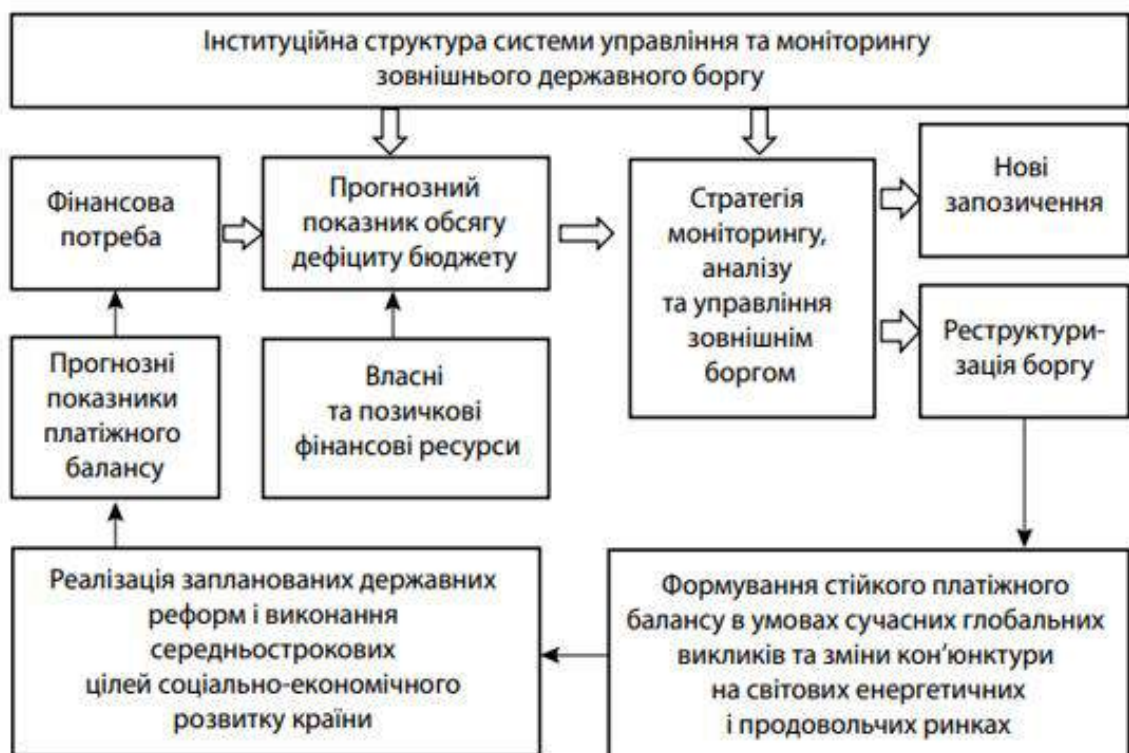 Інституційна структура системи управління та моніторингу
зовнішнього державного боргу
Фінансова
потреба
Прогнозний
показник обсягу
дефіциту бюджету
Стратегія
моніторингу,
аналізу
та управління
зовнішнім
боргом
Нові
запозичення
Реструктури-
зація боргу
Прогнозні
показники
платіжного
балансу
Власні
та позичкові
фінансові ресурси
Реалізація запланованих державних
реформ і виконання
середньострокових
цілей соціально-економічного
розвитку країни
Формування стійкого платіжного
балансу в умовах сучасних глобальних
викликів та зміни кон’юнктури
на світових енергетичних
і продовольчих ринках